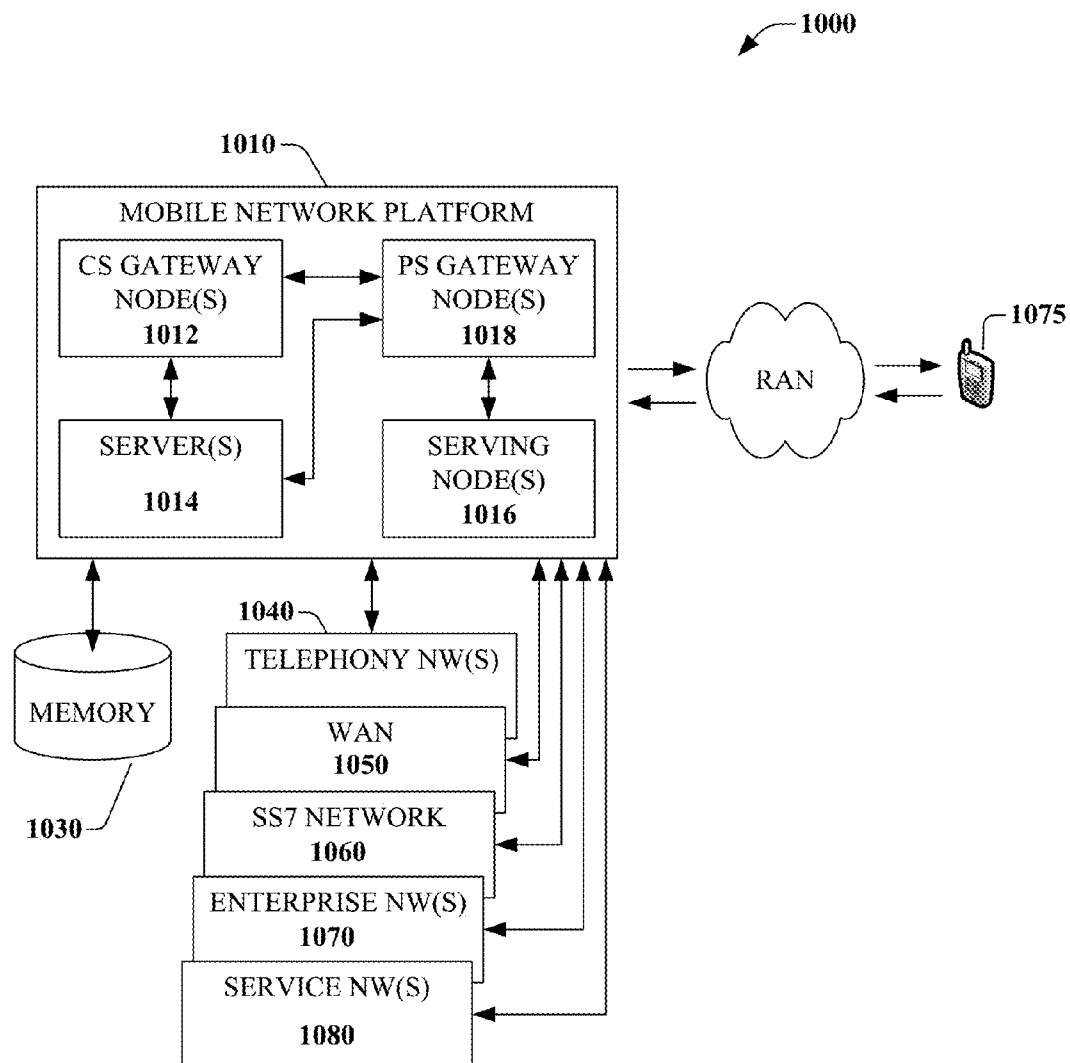 1000
1010
MOBILE NETWORK PLATFORM
CS GATEWAY
NODE(S)
1012
PS GATEWAY
NODE(S)
1018
SERVER(S)
1014
SERVING
NODE(S)
1016
RAN
1075
1040
TELEPHONY NW(S)
MEMORY
1030
WAN
1050
SS7 NETWORK
1060
ENTERPRISE NW(S)
1070
SERVICE NW(S)
1080